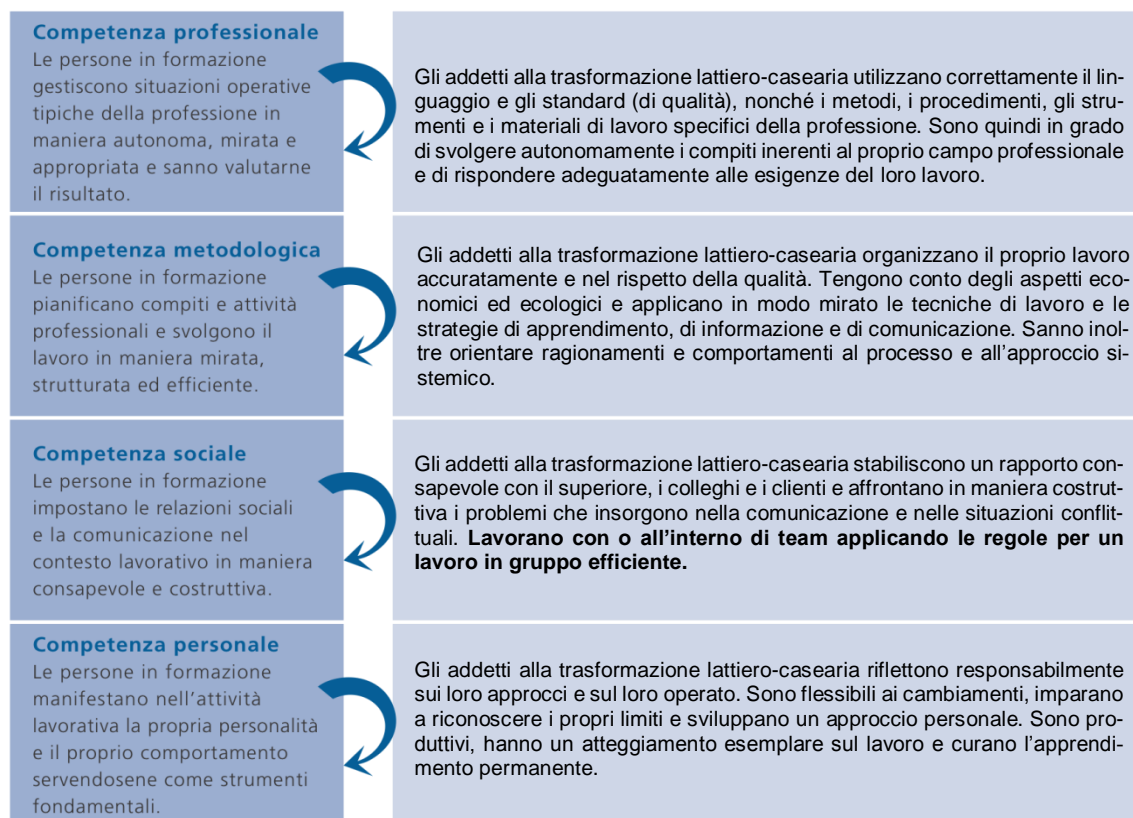 Competenza professionale
Le persone in formazione
gestiscono situazioni operative
tipiche della professione in
maniera autonoma, mirata e
appropriata e sanno valutarne
il risultato.
Gli addetti alla trasformazione lattiero-casearia utilizzano correttamente il lin-
guaggio e gli standard (di qualità), nonché i metodi, i procedimenti, gli stru-
menti e i materiali di lavoro specifici della professione. Sono quindi in grado
di svolgere autonomamente i compiti inerenti al proprio campo professionale
e di rispondere adeguatamente alle esigenze del loro lavoro.
Competenza metodologica
Le persone in formazione
pianificano compiti e attività
professionali e svolgono il
lavoro in maniera mirata,
strutturata ed efficiente.
Gli addetti alla trasformazione lattiero-casearia organizzano il proprio lavoro
accuratamente e nel rispetto della qualità. Tengono conto degli aspetti eco-
nomici ed ecologici e applicano in modo mirato le tecniche di lavoro e le
strategie di apprendimento, di informazione e di comunicazione. Sanno inol-
tre orientare ragionamenti e comportamenti al processo e all'approccio si-
stemico.
Competenza sociale
Le persone in formazione
impostano le relazioni sociali
e la comunicazione nel
contesto lavorativo in maniera
consapevole e costruttiva.
Gli addetti alla trasformazione lattiero-casearia stabiliscono un rapporto con-
sapevole con il superiore, i colleghi e i clienti e affrontano in maniera costrut-
tiva i problemi che insorgono nella comunicazione e nelle situazioni conflit-
tuali. Lavorano con o all'interno di team applicando le regole per un
lavoro in gruppo efficiente.
Competenza personale
Le persone in formazione
manifestano nell'attività
lavorativa la propria personalità
e il proprio comportamento
servendosene come strumenti
fondamentali.
Gli addetti alla trasformazione lattiero-casearia riflettono responsabilmente
sui loro approcci e sul loro operato. Sono flessibili ai cambiamenti, imparano
a riconoscere i propri limiti e sviluppano un approccio personale. Sono pro-
duttivi, hanno un atteggiamento esemplare sul lavoro e curano l'apprendi-
mento permanente.